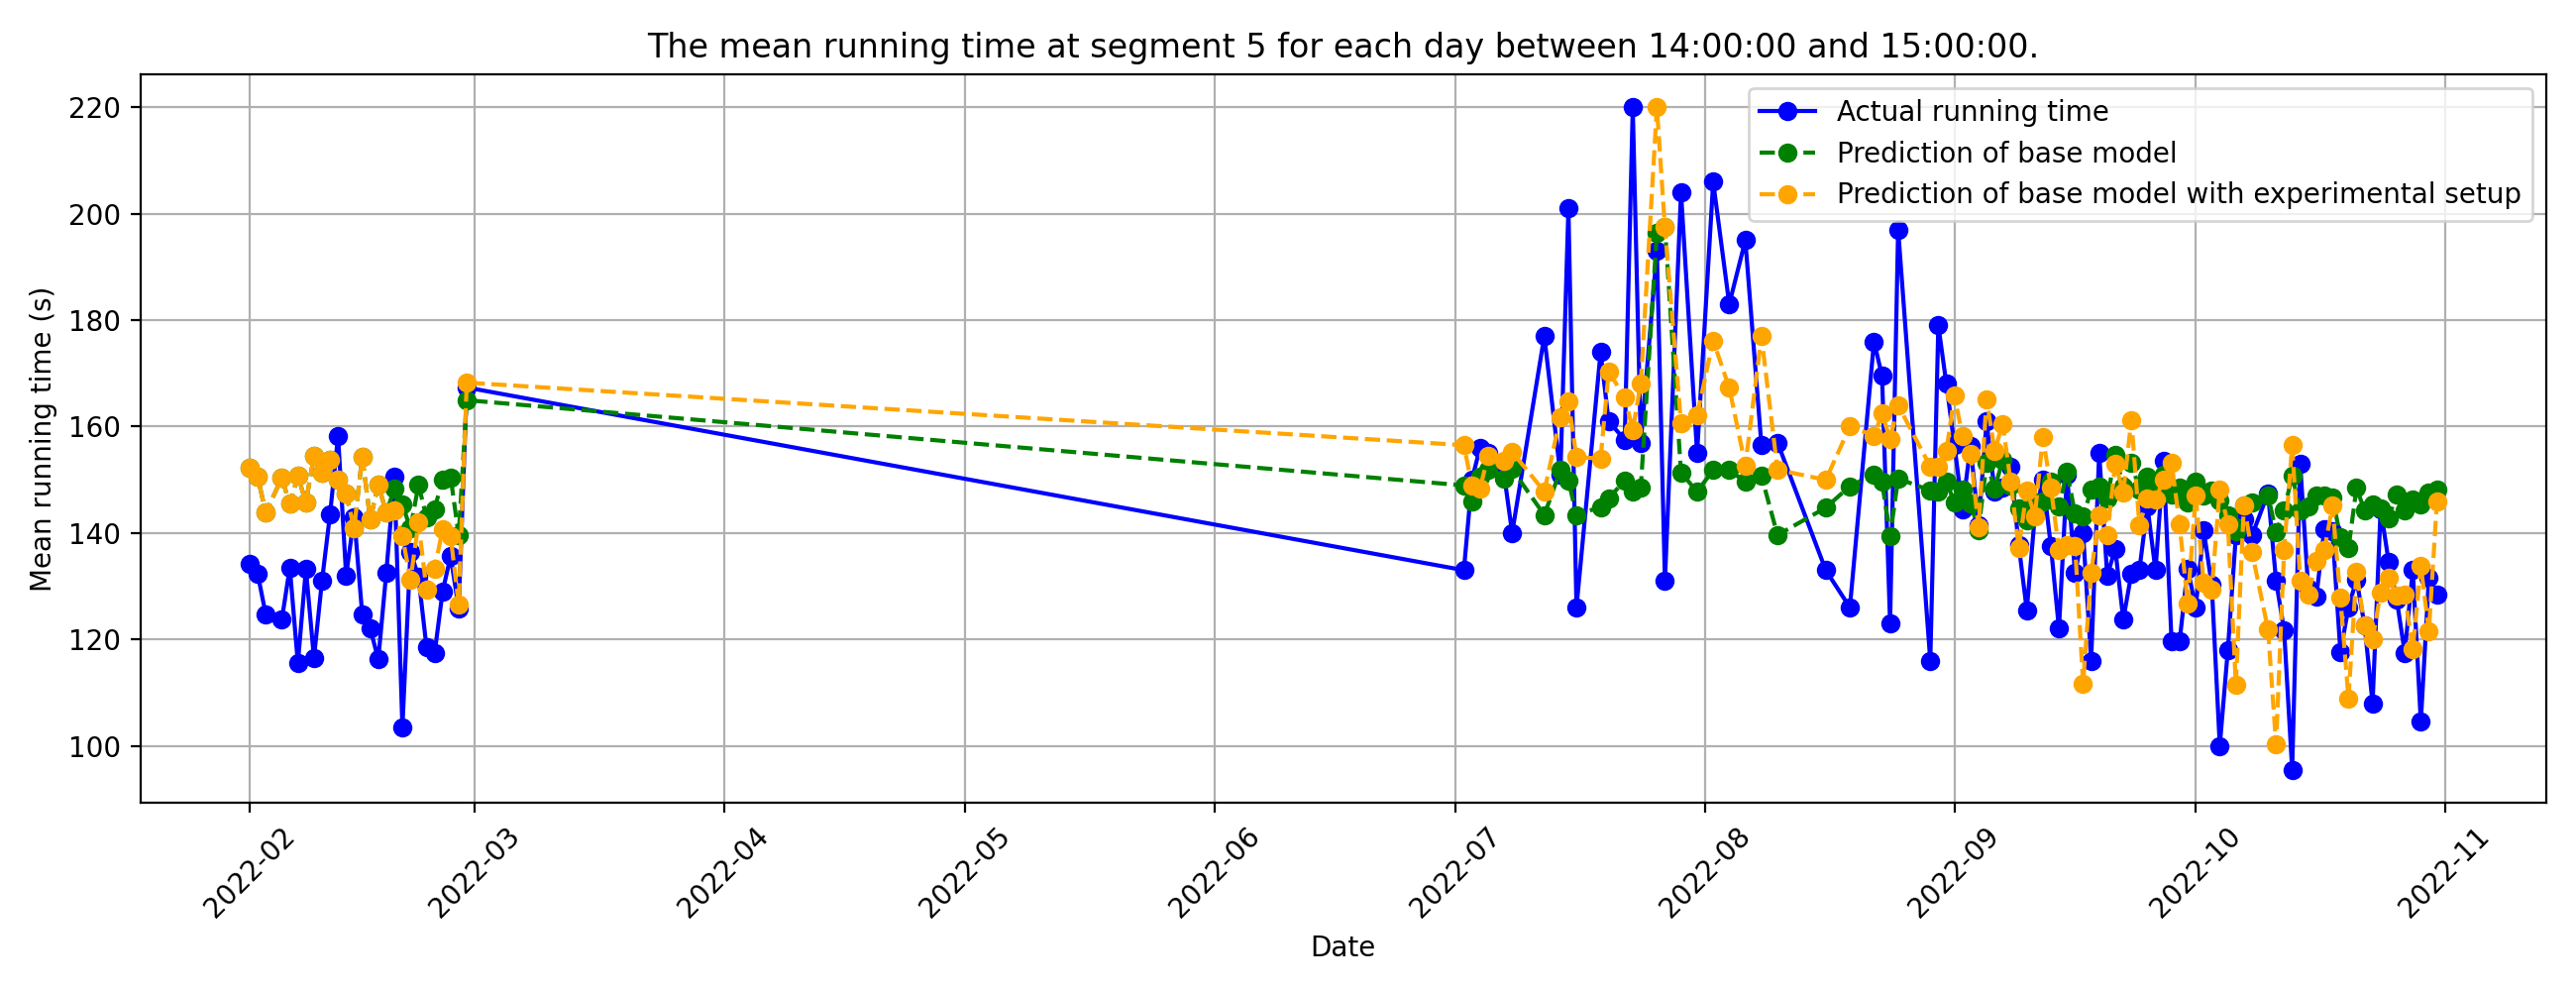 The mean running time at segment 5 for each day between 14:00:00 and 15:00:00.
Actual running time
Prediction of base model
Prediction of base model with experimental setup
Mean running time (s)
220
200
180
160
140
120
100
2022-02
2022-03
2022-04
2022-05
2022-06
2022-07
2022-08
2022-09
2022-10
2022-11
Date